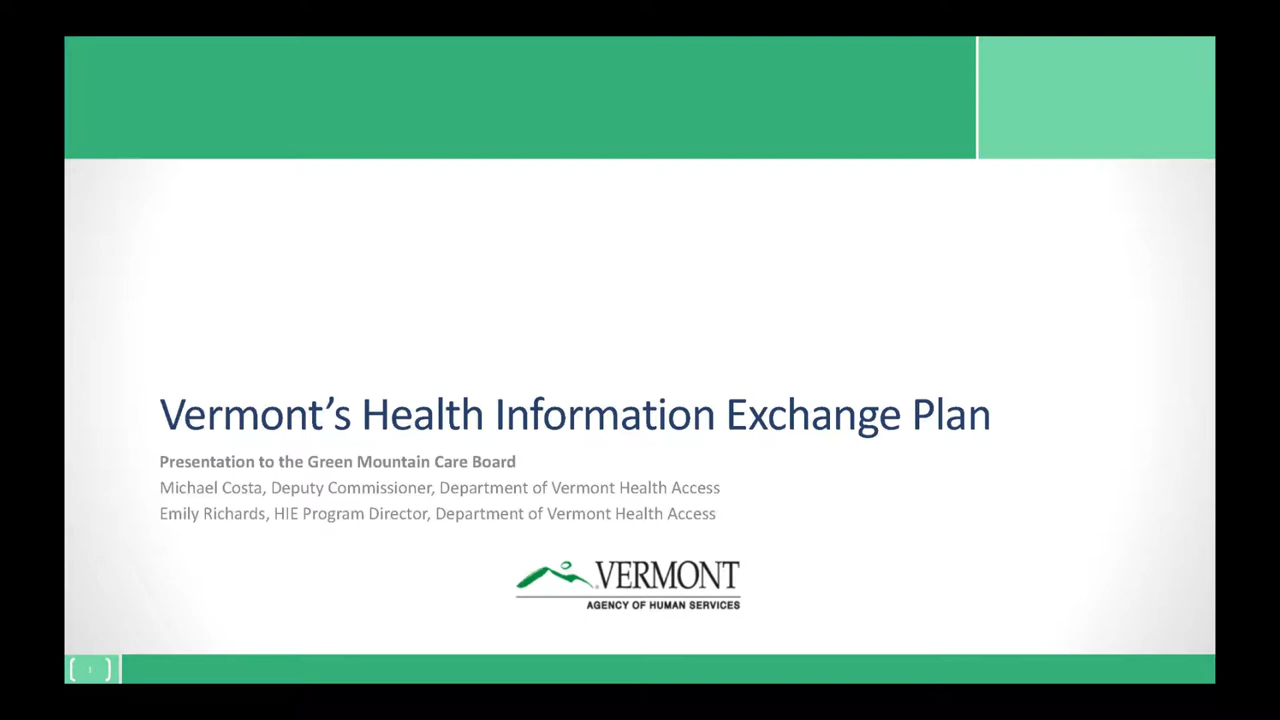 Vermont’s Health Information Exchange Plan
Presentation to the Green Mountain Care Board
Michael Costa, Deputy Commissioner, Department of Vermont Health Access
Emily Richards, HIE Program Director, Department of Vermont Health Access
VERMONT
AGENCY OF HUMAN SERVICES
1